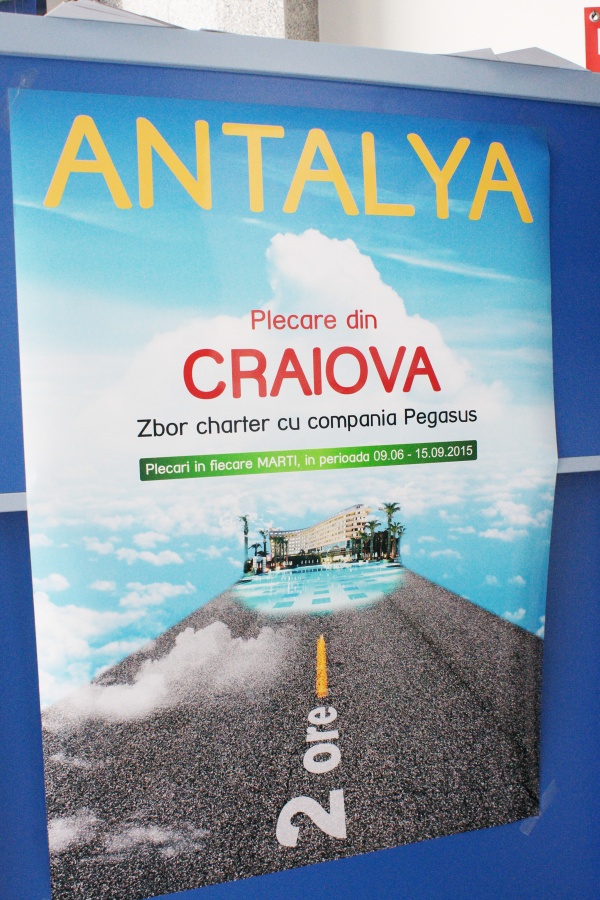 ANTALYA
Plecare din
CRAIOVA
Zbor charter cu compania Pegasus
Plecari in fiecare MARTI, in perioada 09.06 - 15.09.2015
2 ore